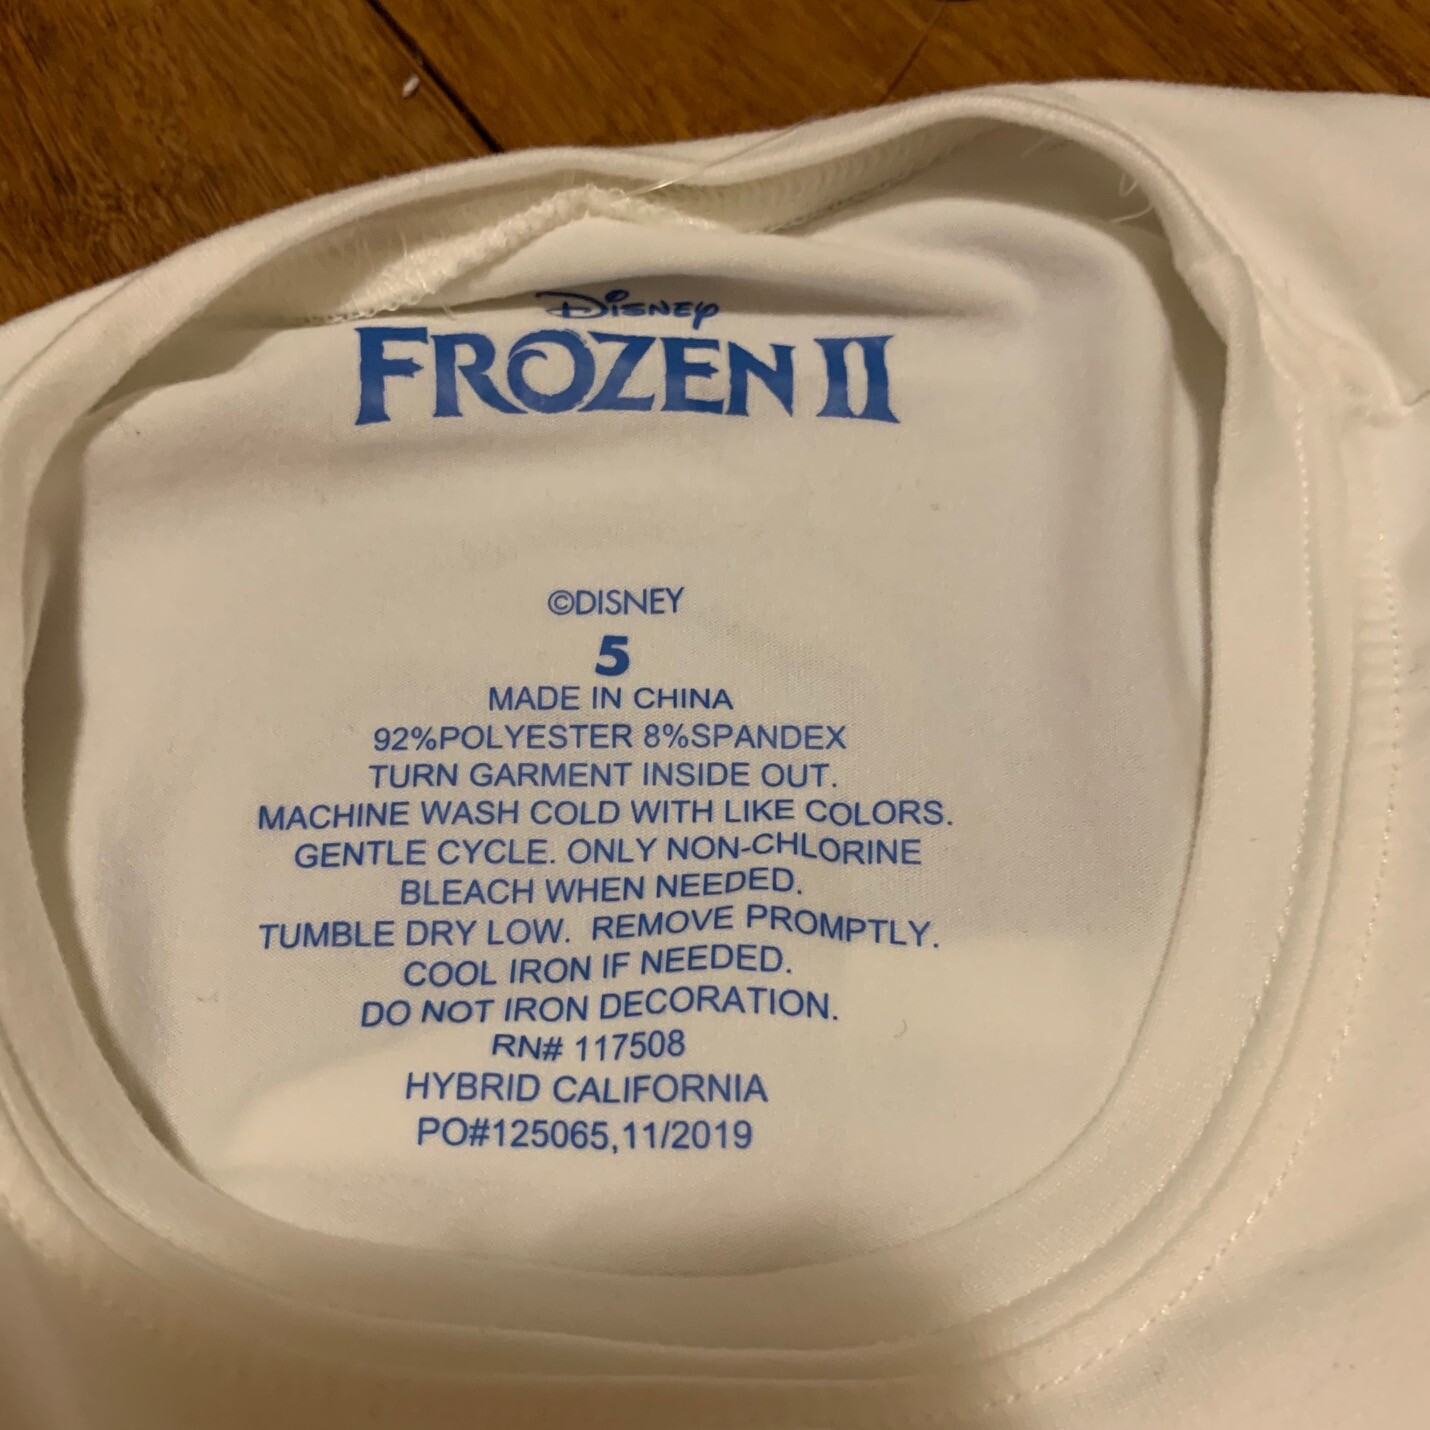 Disney
FROZEN II
©DISNEY
5
MADE IN CHINA
92%POLYESTER 8%SPANDEX
TURN GARMENT INSIDE OUT.
MACHINE WASH COLD WITH LIKE COLORS.
GENTLE CYCLE. ONLY NON-CHLORINE
BLEACH WHEN NEEDED.
TUMBLE DRY LOW. REMOVE PROMPTLY.
COOL IRON IF NEEDED.
DO NOT IRON DECORATION.
RN# 117508
HYBRID CALIFORNIA
PO#125065,11/2019